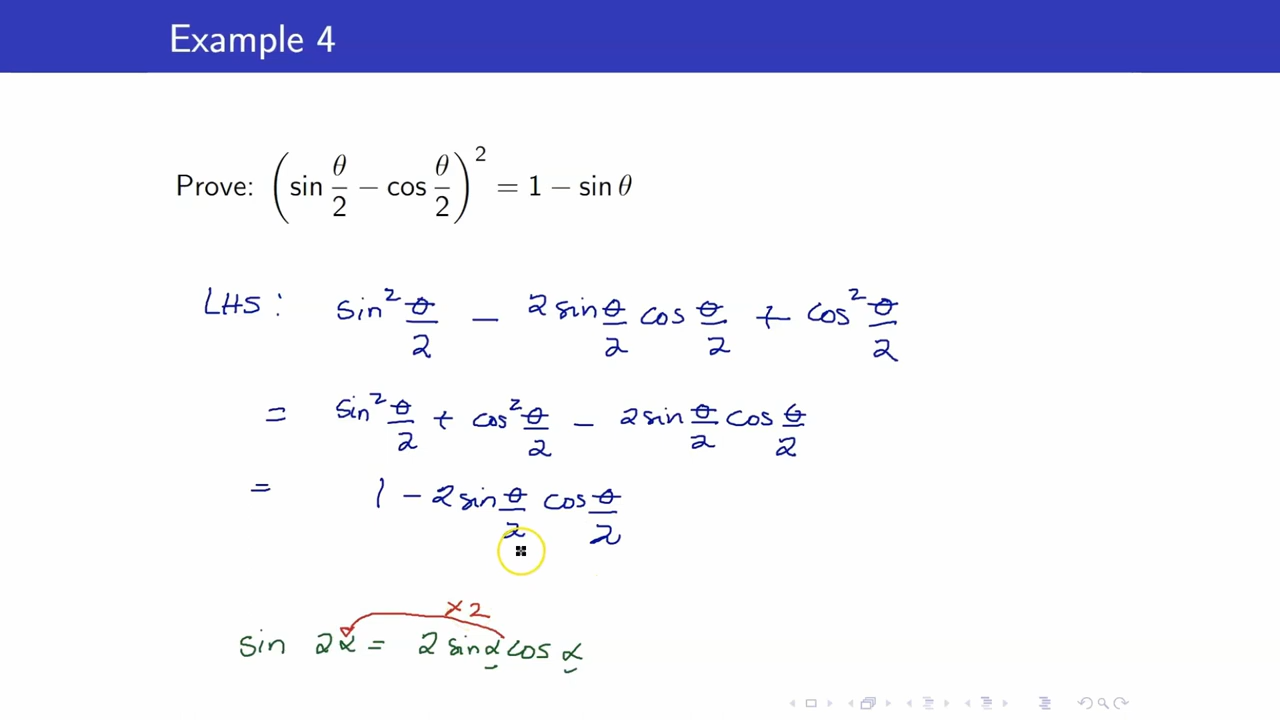 Example 4
Prove: (sin θ/2 − cos θ/2)² = 1 − sin θ
LHS: sin² θ/2 − 2 sin θ/2 cos θ/2 + cos² θ/2
= sin² θ/2 + cos² θ/2 − 2 sin θ/2 cos θ/2
= 1 − 2 sin θ/2 cos θ/2
×2
sin 2α = 2 sin α cos α